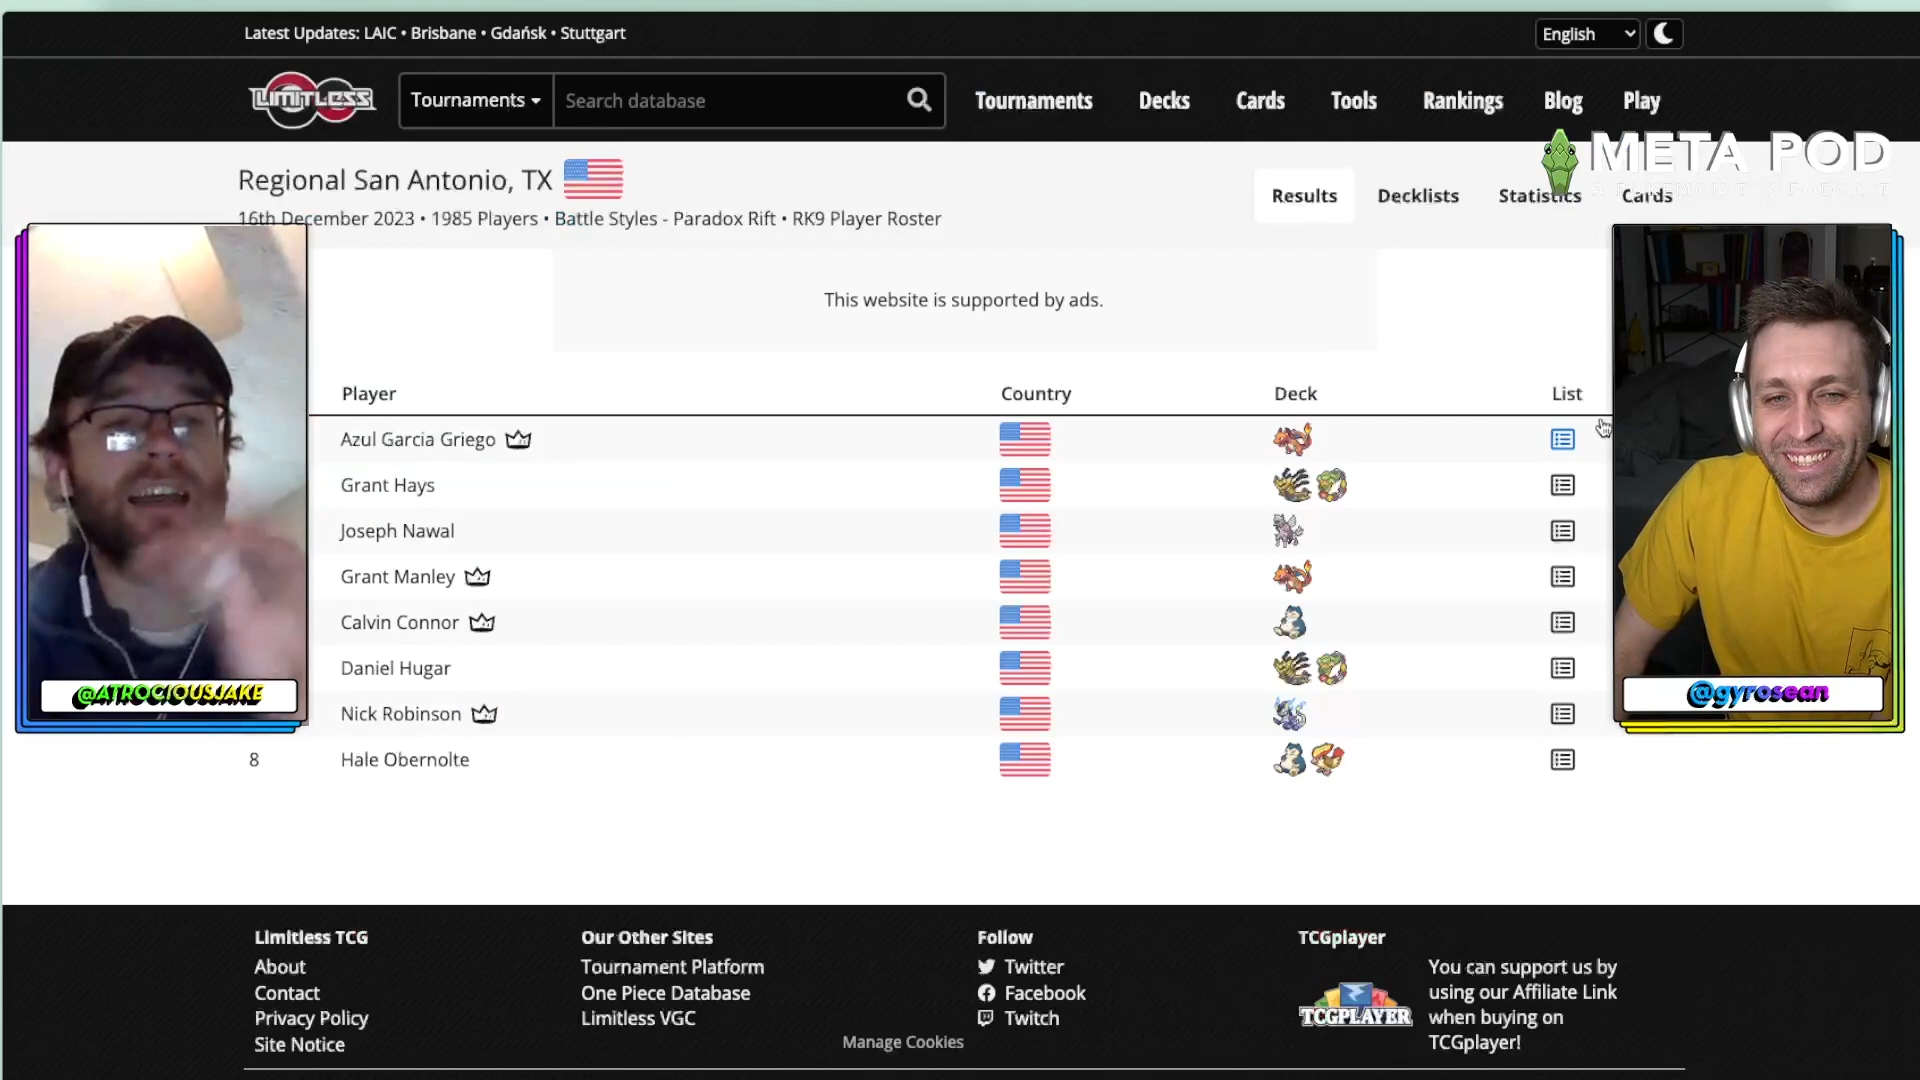 Latest Updates: LAIC • Brisbane • Gdańsk • Stuttgart
English
LIMITLESS
Tournaments
Search database
Tournaments Decks Cards Tools Rankings Blog Play
META POD
A POKEMON TCG PODCAST
Regional San Antonio, TX
Results Decklists Statistics Cards
16th December 2023 • 1985 Players • Battle Styles - Paradox Rift • RK9 Player Roster
This website is supported by ads.
Player Country Deck List
Azul Garcia Griego
Grant Hays
Joseph Nawal
Grant Manley
Calvin Connor
Daniel Hugar
Nick Robinson
8 Hale Obernolte
@ATROCIOUSJAKE
@gyrosean
Limitless TCG
About
Contact
Privacy Policy
Site Notice
Our Other Sites
Tournament Platform
One Piece Database
Limitless VGC
Follow
Twitter
Facebook
Twitch
TCGplayer
TCGPLAYER
You can support us by
using our Affiliate Link
when buying on
TCGplayer!
Manage Cookies